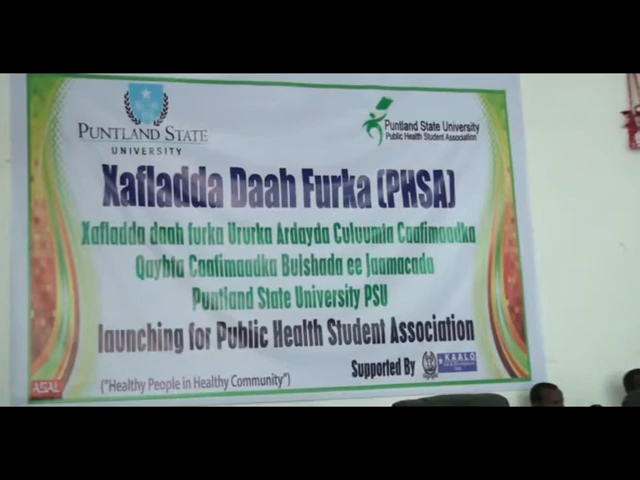 PUNTLAND STATE
UNIVERSITY
Puntland State University
Public Health Student Association
Xafladda Daah Furka (PHSA)
Xafladda daah furka Ururka Ardayda Culuumta Caafimaadka
Qaybta Caafimaadka Bulshada ee Jaamacada
Puntland State University PSU
launching for Public Health Student Association
Supported By
KAALO
("Healthy People in Healthy Community")
ASAL